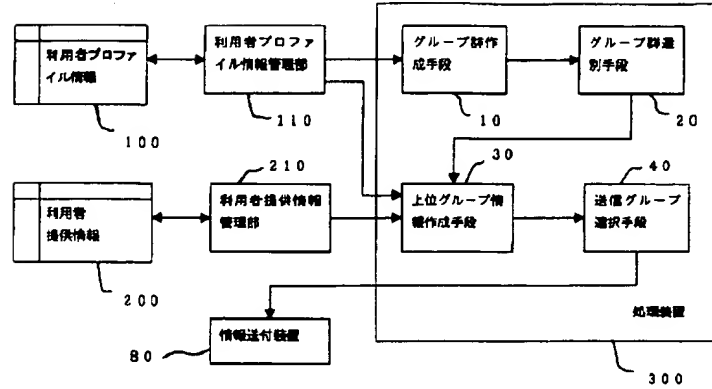 利用者プロファ
イル情報
100
利用者プロファ
イル情報管理部
110
グループ群作
成手段
10
グループ群選
別手段
20
利用者
提供情報
200
210
利用者提供情報
管理部
30
上位グループ情
報作成手段
40
送信グループ
選択手段
情報送付装置
80
処理装置
300